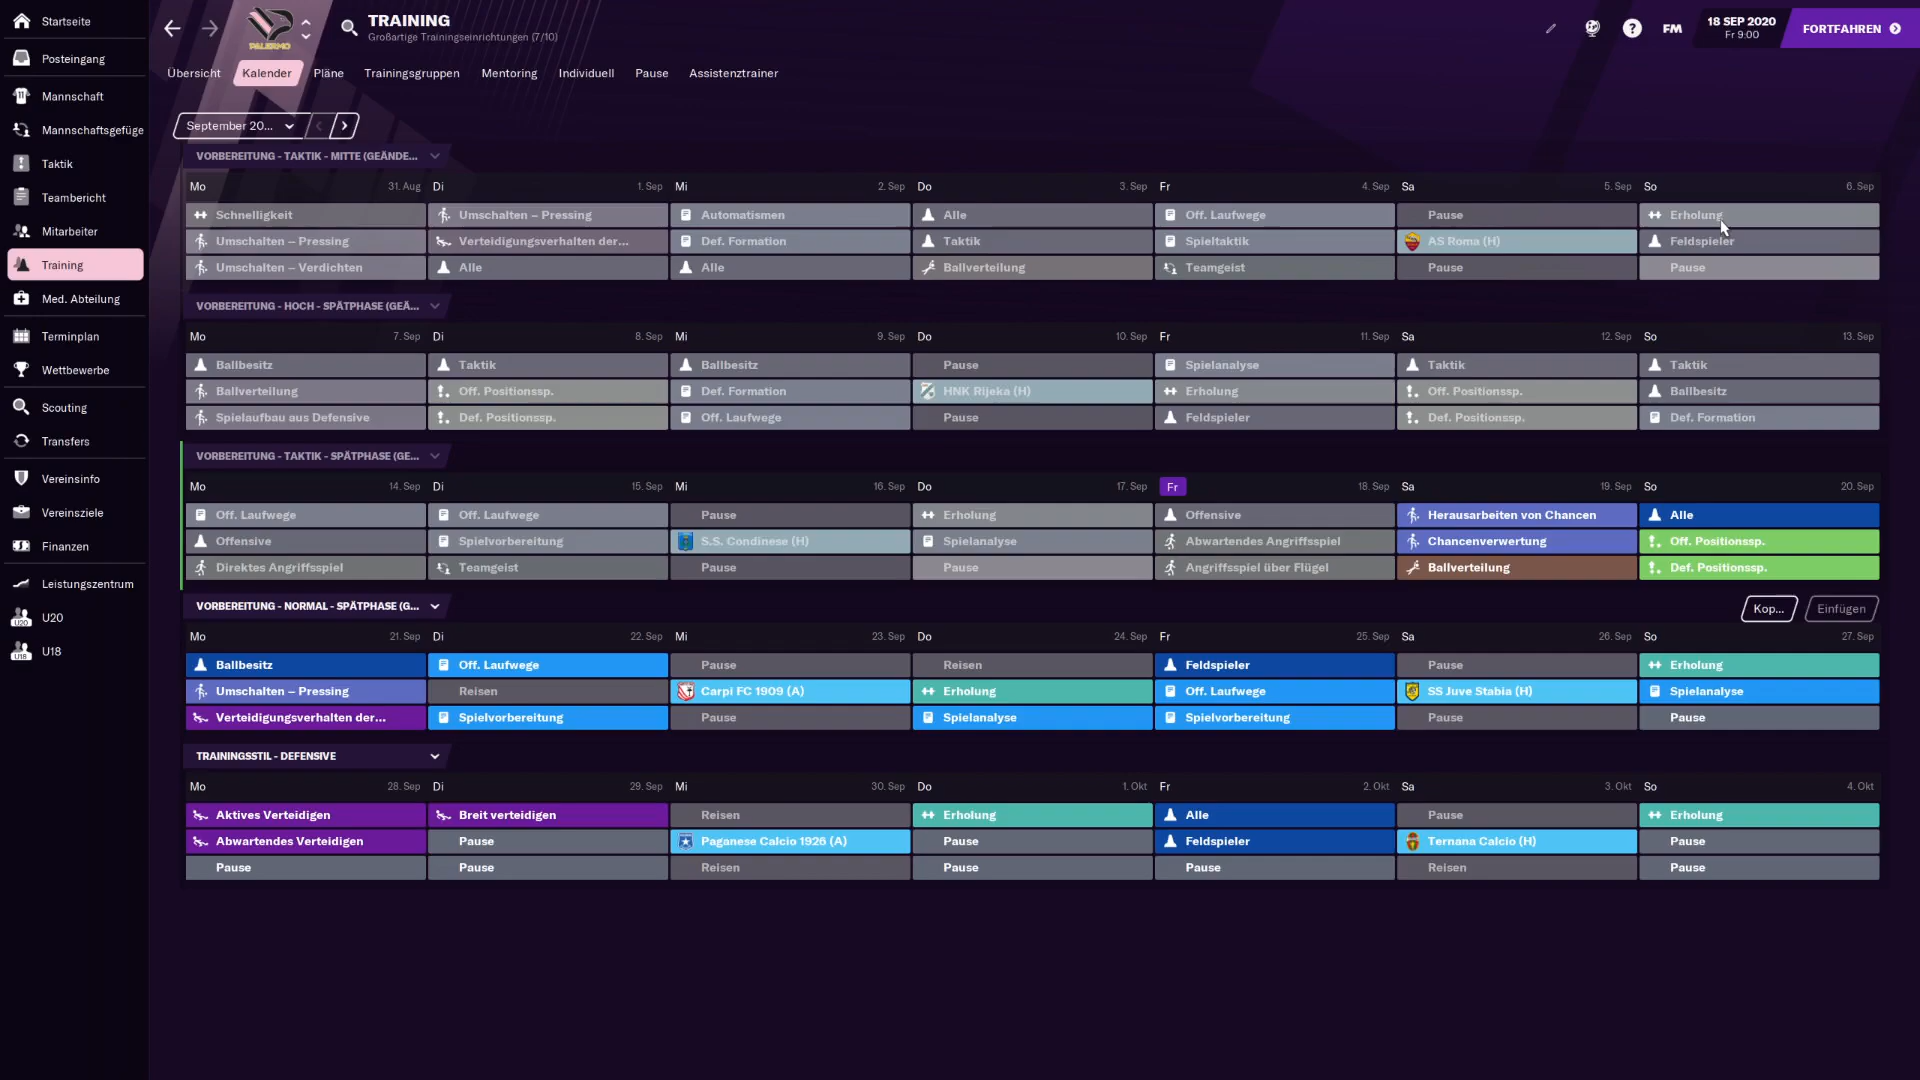 Startseite
Posteingang
Mannschaft
Mannschaftsgefüge
Taktik
Teambericht
Mitarbeiter
Training
Med. Abteilung
Terminplan
Wettbewerbe
Scouting
Transfers
Vereinsinfo
Vereinsziele
Finanzen
Leistungszentrum
U20
U18
PALERMO
TRAINING
Großartige Trainingseinrichtungen (7/10)
FM
18 SEP 2020
Fr 9:00
FORTFAHREN
Übersicht Kalender Pläne Trainingsgruppen Mentoring Individuell Pause Assistenztrainer
September 20...
VORBEREITUNG - TAKTIK - MITTE (GEÄNDE...
Mo 31. Aug Di 1. Sep Mi 2. Sep Do 3. Sep Fr 4. Sep Sa 5. Sep So 6. Sep
Schnelligkeit Umschalten – Pressing Automatismen Alle Off. Laufwege Pause Erholung
Umschalten – Pressing Verteidigungsverhalten der... Def. Formation Taktik Spieltaktik AS Roma (H) Feldspieler
Umschalten – Verdichten Alle Alle Ballverteilung Teamgeist Pause Pause
VORBEREITUNG - HOCH - SPÄTPHASE (GEÄ...
Mo 7. Sep Di 8. Sep Mi 9. Sep Do 10. Sep Fr 11. Sep Sa 12. Sep So 13. Sep
Ballbesitz Taktik Ballbesitz Pause Spielanalyse Taktik Taktik
Ballverteilung Off. Positionssp. Def. Formation HNK Rijeka (H) Erholung Off. Positionssp. Ballbesitz
Spielaufbau aus Defensive Def. Positionssp. Off. Laufwege Pause Feldspieler Def. Positionssp. Def. Formation
VORBEREITUNG - TAKTIK - SPÄTPHASE (GE...
Mo 14. Sep Di 15. Sep Mi 16. Sep Do 17. Sep Fr 18. Sep Sa 19. Sep So 20. Sep
Off. Laufwege Off. Laufwege Pause Erholung Offensive Herausarbeiten von Chancen Alle
Offensive Spielvorbereitung S.S. Condinese (H) Spielanalyse Abwartendes Angriffsspiel Chancenverwertung Off. Positionssp.
Direktes Angriffsspiel Teamgeist Pause Pause Angriffsspiel über Flügel Ballverteilung Def. Positionssp.
VORBEREITUNG - NORMAL - SPÄTPHASE (G... Kop... Einfügen
Mo 21. Sep Di 22. Sep Mi 23. Sep Do 24. Sep Fr 25. Sep Sa 26. Sep So 27. Sep
Ballbesitz Off. Laufwege Pause Reisen Feldspieler Pause Erholung
Umschalten – Pressing Reisen Carpi FC 1909 (A) Erholung Off. Laufwege SS Juve Stabia (H) Spielanalyse
Verteidigungsverhalten der... Spielvorbereitung Pause Spielanalyse Spielvorbereitung Pause Pause
TRAININGSSTIL - DEFENSIVE
Mo 28. Sep Di 29. Sep Mi 30. Sep Do 1. Okt Fr 2. Okt Sa 3. Okt So 4. Okt
Aktives Verteidigen Breit verteidigen Reisen Erholung Alle Pause Erholung
Abwartendes Verteidigen Pause Paganese Calcio 1926 (A) Pause Feldspieler Ternana Calcio (H) Pause
Pause Pause Reisen Pause Pause Reisen Pause